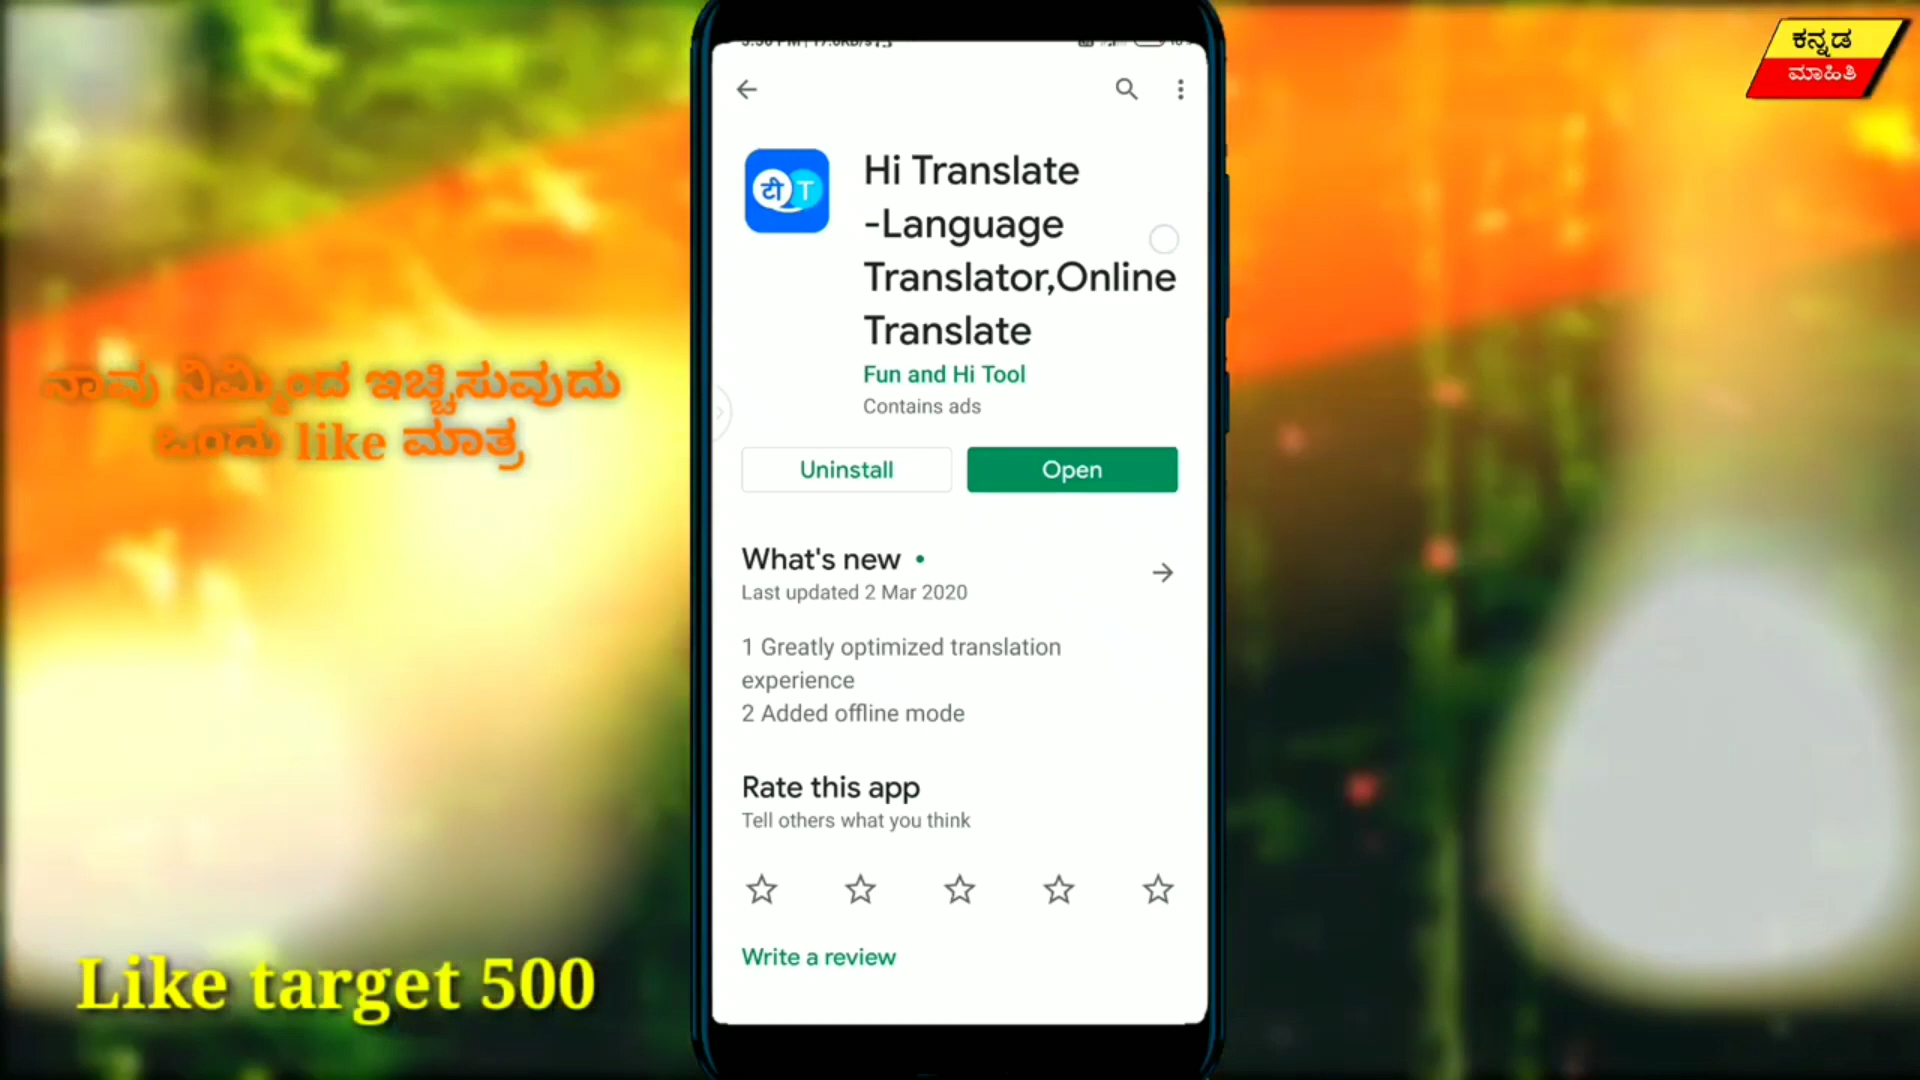 ಕನ್ನಡ
ಮಾಹಿತಿ
Hi Translate
-Language
Translator,Online
Translate
Fun and Hi Tool
Contains ads
Uninstall
Open
What's new •
Last updated 2 Mar 2020
1 Greatly optimized translation
experience
2 Added offline mode
Rate this app
Tell others what you think
Write a review
ನಾವು ನಿಮ್ಮಿಂದ ಇಚ್ಚಿಸುವುದು
ಒಂದು like ಮಾತ್ರ
Like target 500
टी T